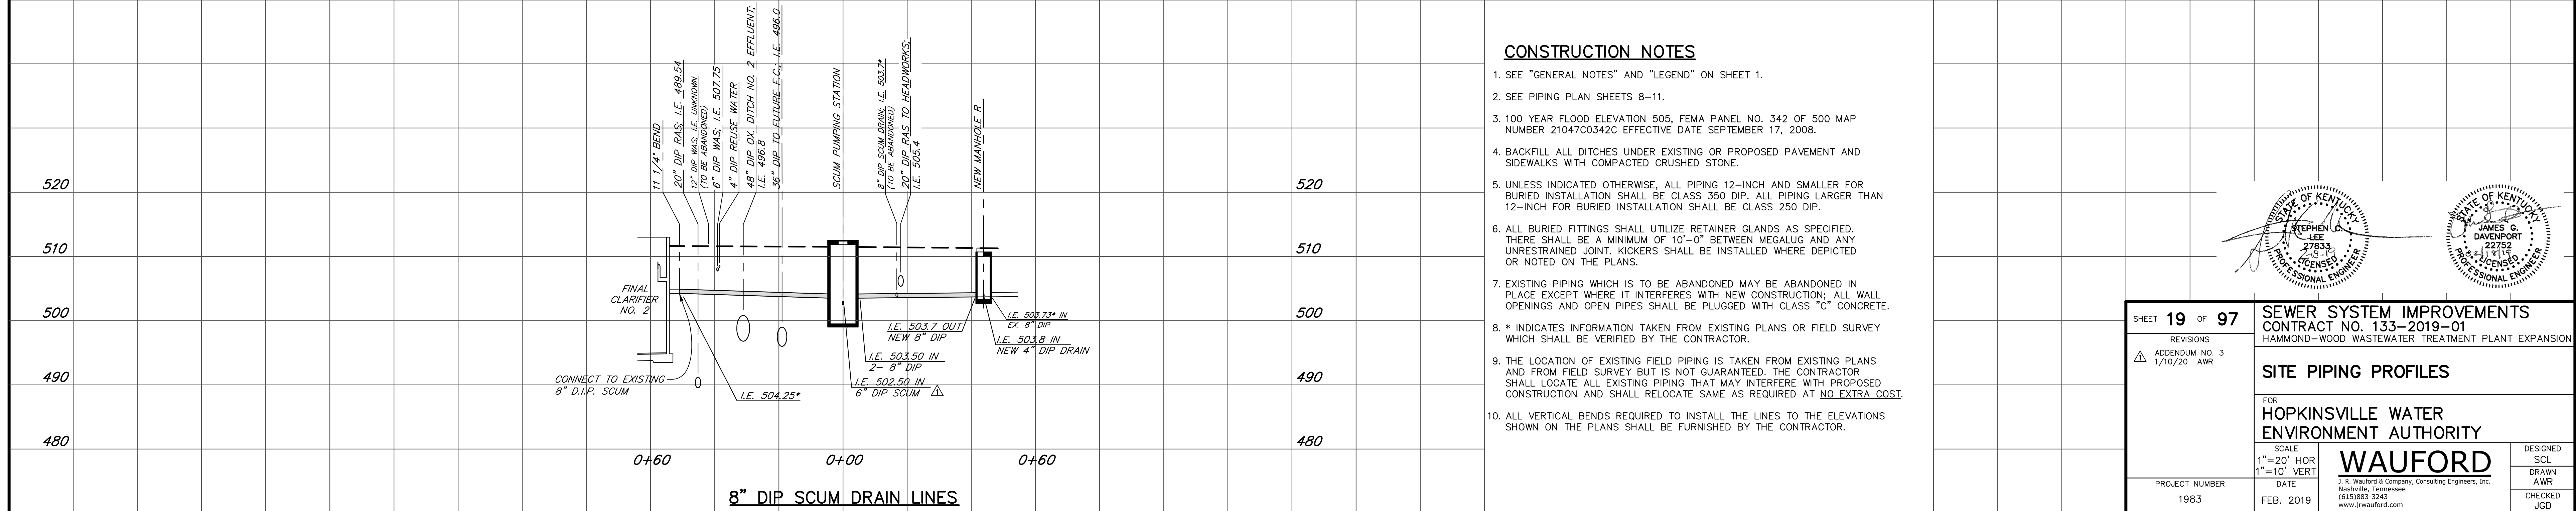 11 1/4° BEND
20" DIP RAS; I.E. 489.54
12" DIP WAS; I.E. UNKNOWN
(TO BE ABANDONED)
6" DIP WAS; I.E. 507.75
4" DIP REUSE WATER
48" DIP OX. DITCH NO. 2 EFFLUENT;
I.E. 496.8
36" DIP TO FUTURE F.C.; I.E. 496.0
SCUM PUMPING STATION
8" DIP SCUM DRAIN; I.E. 503.7*
(TO BE ABANDONED)
20" DIP RAS TO HEADWORKS;
I.E. 505.4
NEW MANHOLE R
520
520
510
510
500
500
490
490
480
480
FINAL
CLARIFIER
NO. 2
CONNECT TO EXISTING
8" D.I.P. SCUM
I.E. 504.25*
I.E. 503.7 OUT
NEW 8" DIP
I.E. 503.50 IN
2- 8" DIP
I.E. 502.50 IN
6" DIP SCUM 3
I.E. 503.73* IN
EX. 8" DIP
I.E. 503.8 IN
NEW 4" DIP DRAIN
0+60
0+00
0+60
8" DIP SCUM DRAIN LINES
CONSTRUCTION NOTES
1. SEE "GENERAL NOTES" AND "LEGEND" ON SHEET 1.
2. SEE PIPING PLAN SHEETS 8-11.
3. 100 YEAR FLOOD ELEVATION 505, FEMA PANEL NO. 342 OF 500 MAP
NUMBER 21047C0342C EFFECTIVE DATE SEPTEMBER 17, 2008.
4. BACKFILL ALL DITCHES UNDER EXISTING OR PROPOSED PAVEMENT AND
SIDEWALKS WITH COMPACTED CRUSHED STONE.
5. UNLESS INDICATED OTHERWISE, ALL PIPING 12-INCH AND SMALLER FOR
BURIED INSTALLATION SHALL BE CLASS 350 DIP. ALL PIPING LARGER THAN
12-INCH FOR BURIED INSTALLATION SHALL BE CLASS 250 DIP.
6. ALL BURIED FITTINGS SHALL UTILIZE RETAINER GLANDS AS SPECIFIED.
THERE SHALL BE A MINIMUM OF 10'-0" BETWEEN MEGALUG AND ANY
UNRESTRAINED JOINT. KICKERS SHALL BE INSTALLED WHERE DEPICTED
OR NOTED ON THE PLANS.
7. EXISTING PIPING WHICH IS TO BE ABANDONED MAY BE ABANDONED IN
PLACE EXCEPT WHERE IT INTERFERES WITH NEW CONSTRUCTION; ALL WALL
OPENINGS AND OPEN PIPES SHALL BE PLUGGED WITH CLASS "C" CONCRETE.
8. * INDICATES INFORMATION TAKEN FROM EXISTING PLANS OR FIELD SURVEY
WHICH SHALL BE VERIFIED BY THE CONTRACTOR.
9. THE LOCATION OF EXISTING FIELD PIPING IS TAKEN FROM EXISTING PLANS
AND FROM FIELD SURVEY BUT IS NOT GUARANTEED. THE CONTRACTOR
SHALL LOCATE ALL EXISTING PIPING THAT MAY INTERFERE WITH PROPOSED
CONSTRUCTION AND SHALL RELOCATE SAME AS REQUIRED AT NO EXTRA COST.
10. ALL VERTICAL BENDS REQUIRED TO INSTALL THE LINES TO THE ELEVATIONS
SHOWN ON THE PLANS SHALL BE FURNISHED BY THE CONTRACTOR.
STATE OF KENTUCKY
STEPHEN C.
LEE
27833
LICENSED
PROFESSIONAL ENGINEER
STATE OF KENTUCKY
JAMES G.
DAVENPORT
22752
LICENSED
PROFESSIONAL ENGINEER
SHEET 19 OF 97
REVISIONS
3 ADDENDUM NO. 3
1/10/20 AWR
PROJECT NUMBER
1983
SEWER SYSTEM IMPROVEMENTS
CONTRACT NO. 133-2019-01
HAMMOND-WOOD WASTEWATER TREATMENT PLANT EXPANSION
SITE PIPING PROFILES
FOR
HOPKINSVILLE WATER
ENVIRONMENT AUTHORITY
SCALE
1"=20' HOR
1"=10' VERT
DATE
FEB. 2019
WAUFORD
J. R. Wauford & Company, Consulting Engineers, Inc.
Nashville, Tennessee
(615)883-3243
www.jrwauford.com
DESIGNED
SCL
DRAWN
AWR
CHECKED
JGD